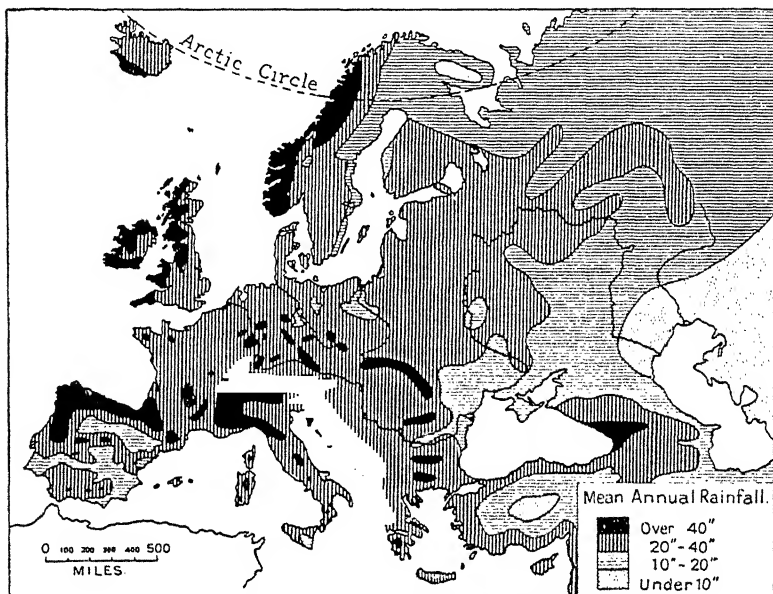 Arctic Circle
Mean Annual Rainfall.
Over 40"
20"-40"
10"-20"
Under 10"
0 100 200 300 400 500
MILES.